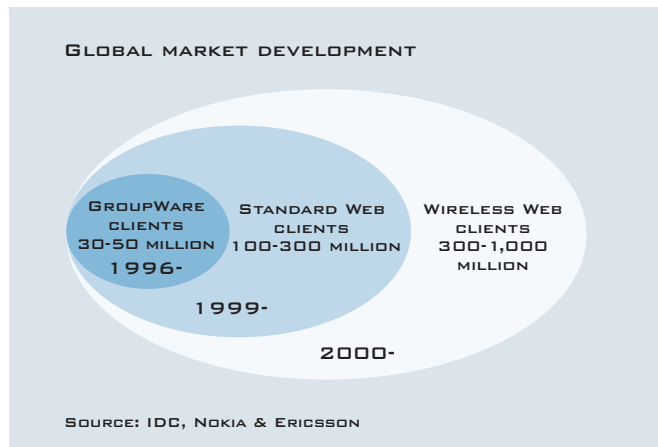 Global market development
GroupWare
clients
30-50 million
1996-
Standard Web
clients
100-300 million
1999-
Wireless Web
clients
300-1,000
million
2000-
Source: IDC, Nokia & Ericsson